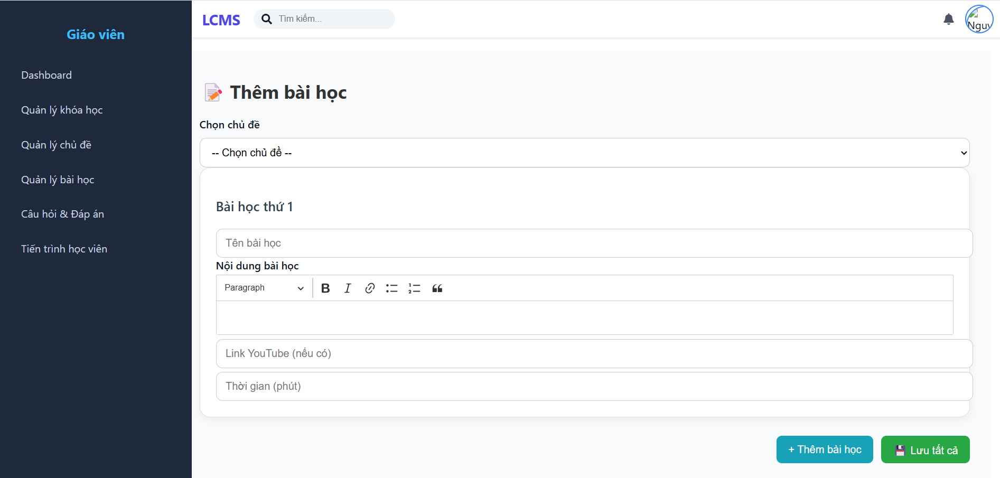 Giáo viên
Dashboard
Quản lý khóa học
Quản lý chủ đề
Quản lý bài học
Câu hỏi & Đáp án
Tiến trình học viên
LCMS
Tìm kiếm...
Nguy
Thêm bài học
Chọn chủ đề
-- Chọn chủ đề --
Bài học thứ 1
Tên bài học
Nội dung bài học
Paragraph
Link YouTube (nếu có)
Thời gian (phút)
+ Thêm bài học
Lưu tất cả